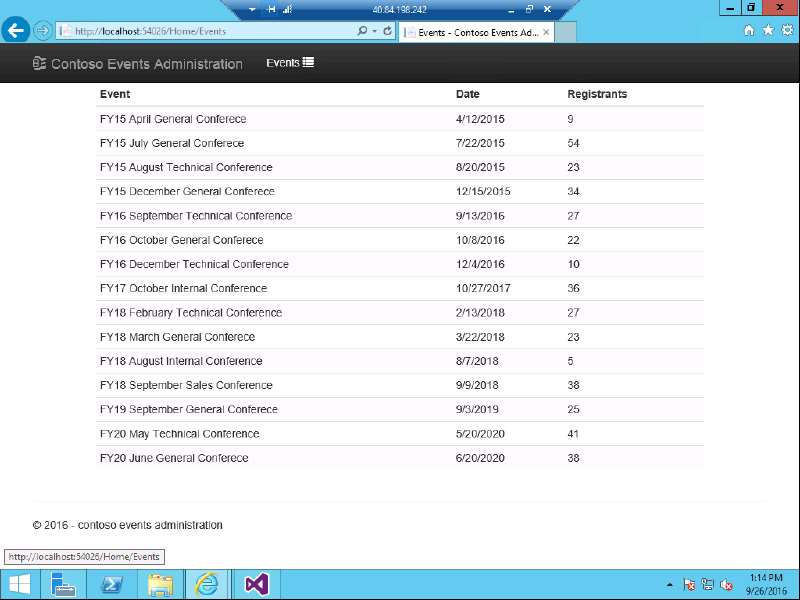 40.84.198.242
http://localhost:54026/Home/Events
Events - Contoso Events Ad...
Contoso Events Administration Events
Event Date Registrants
FY15 April General Conferece 4/12/2015 9
FY15 July General Conferece 7/22/2015 54
FY15 August Technical Conference 8/20/2015 23
FY15 December General Conferece 12/15/2015 34
FY16 September Technical Conference 9/13/2016 27
FY16 October General Conferece 10/8/2016 22
FY16 December Technical Conference 12/4/2016 10
FY17 October Internal Conference 10/27/2017 36
FY18 February Technical Conference 2/13/2018 27
FY18 March General Conferece 3/22/2018 23
FY18 August Internal Conference 8/7/2018 5
FY18 September Sales Conference 9/9/2018 38
FY19 September General Conferece 9/3/2019 25
FY20 May Technical Conference 5/20/2020 41
FY20 June General Conferece 6/20/2020 38
© 2016 - contoso events administration
http://localhost:54026/Home/Events
1:14 PM
9/26/2016